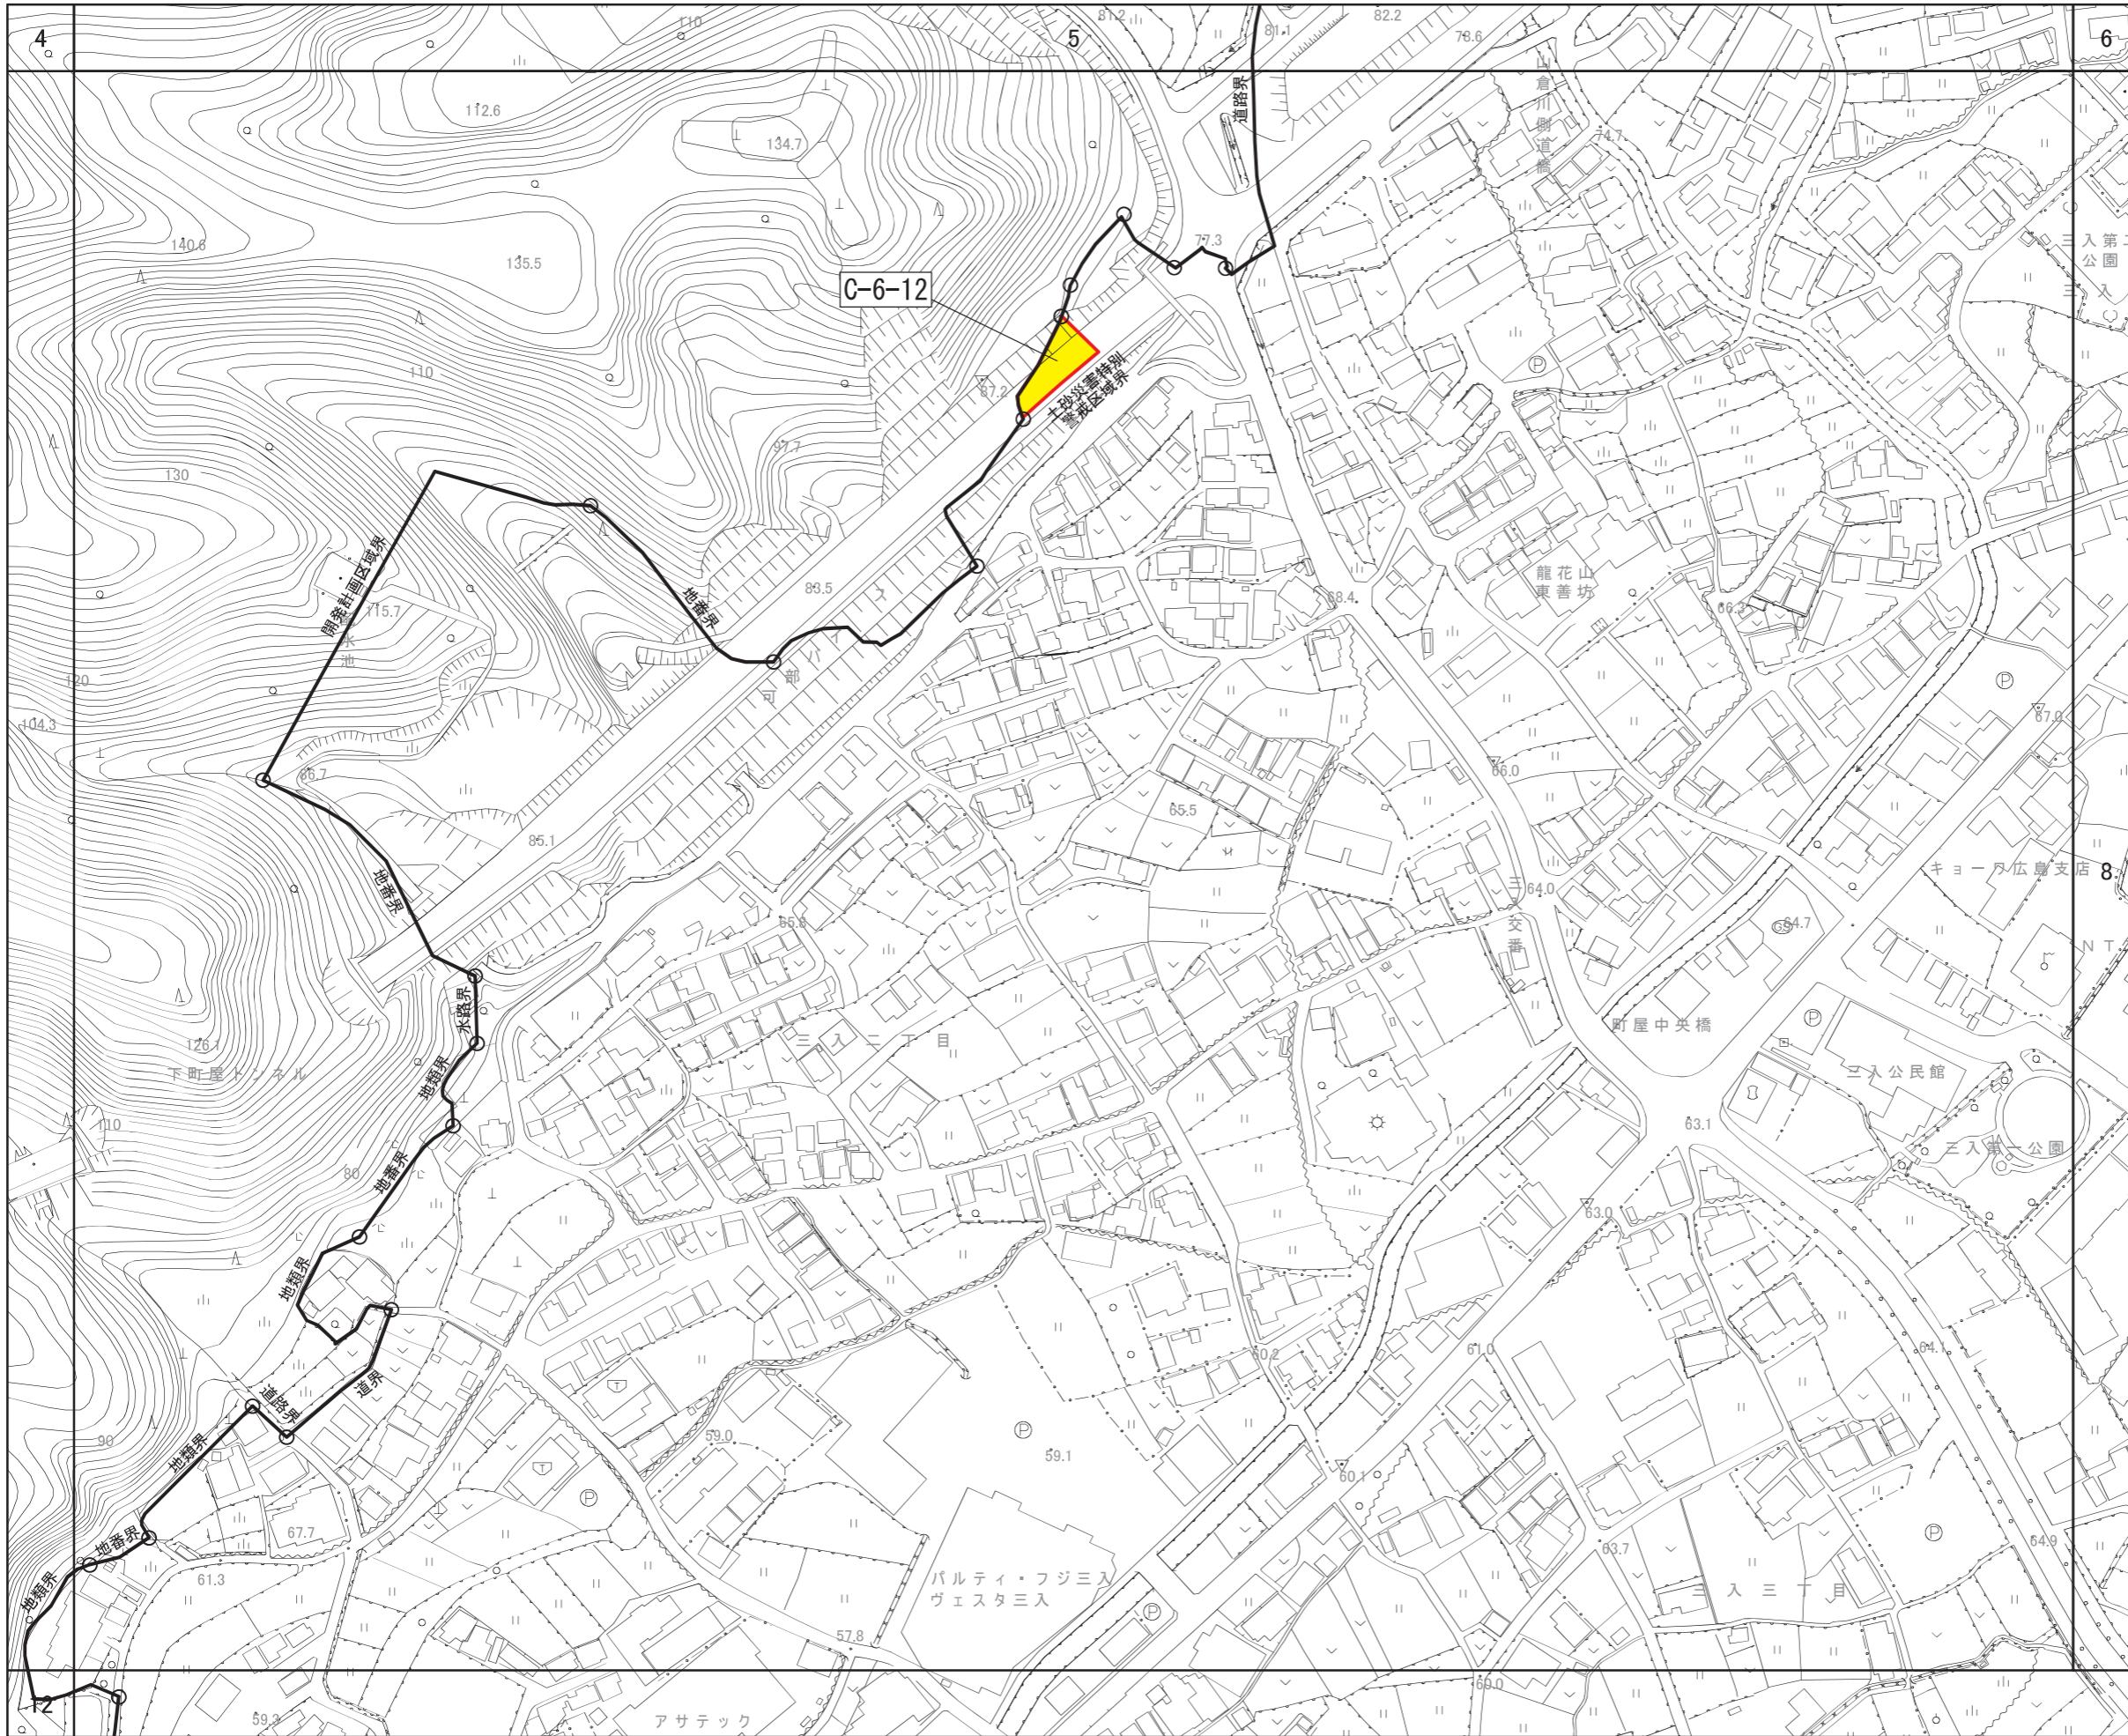 4
5
6
110
81.2
81.1
82.2
78.6
112.6
134.7
道路界
山倉川側道橋
74.7
140.6
135.5
77.3
三入第二
公園
C-6-12
110
87.2
土砂災害特別
警戒区域界
97.7
130
開発計画区域界
115.7
水池
地番界
83.5
可部バイ
ス
68.4
龍花山
東善坊
66.3
120
104.3
86.7
67.0
66.0
65.5
85.1
地番界
65.8
三入交番
64.0
64.7
キョーワ広島支店
8
NT
水路界
地類界
三入二丁目
町屋中央橋
三入公民館
126.1
下町屋トンネル
110
63.1
三入第一公園
80
地番界
63.0
地類界
60.2
61.0
64.1
道界
道路界
地類界
90
59.0
59.1
60.1
67.7
地番界
61.3
地類界
パルティ・フジ三入
ヴェスタ三入
63.7
64.9
三入三丁目
57.8
60.0
12
59.3
アサテック